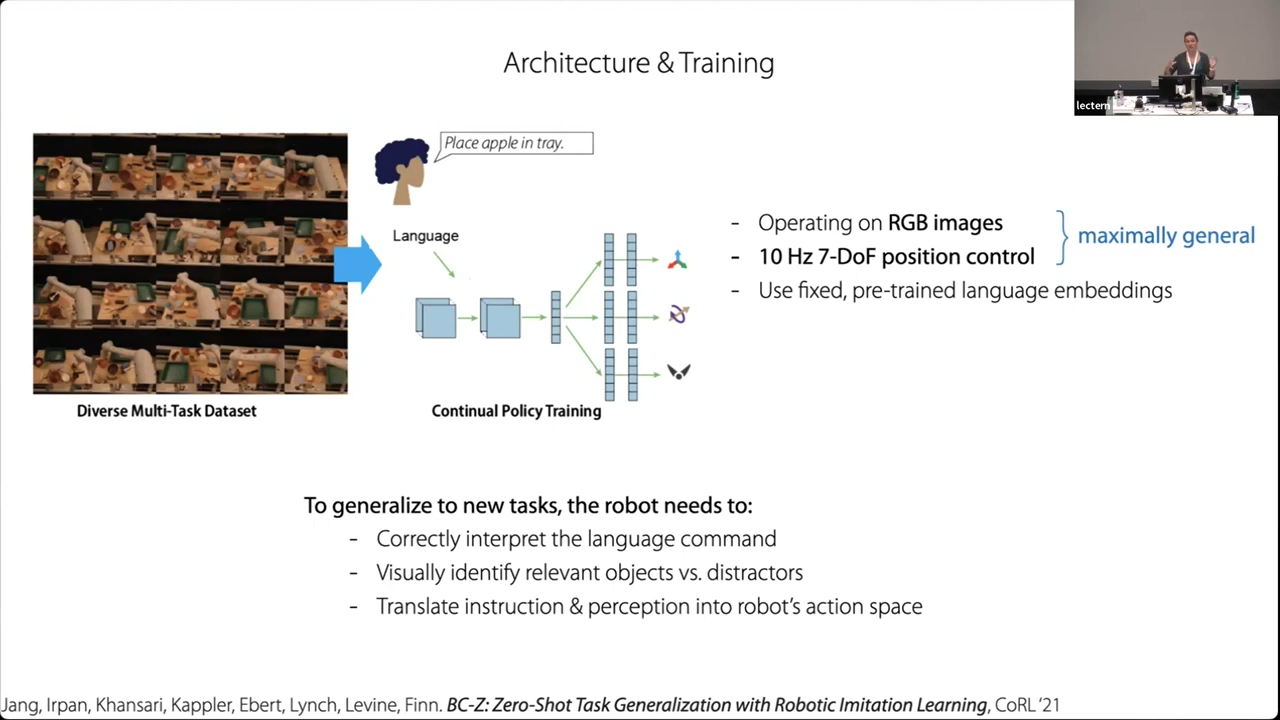 Architecture & Training
lectern
Place apple in tray.
Language
- Operating on RGB images
- 10 Hz 7-DoF position control
- Use fixed, pre-trained language embeddings
maximally general
Diverse Multi-Task Dataset
Continual Policy Training
To generalize to new tasks, the robot needs to:
- Correctly interpret the language command
- Visually identify relevant objects vs. distractors
- Translate instruction & perception into robot's action space
Jang, Irpan, Khansari, Kappler, Ebert, Lynch, Levine, Finn. BC-Z: Zero-Shot Task Generalization with Robotic Imitation Learning, CoRL ‘21